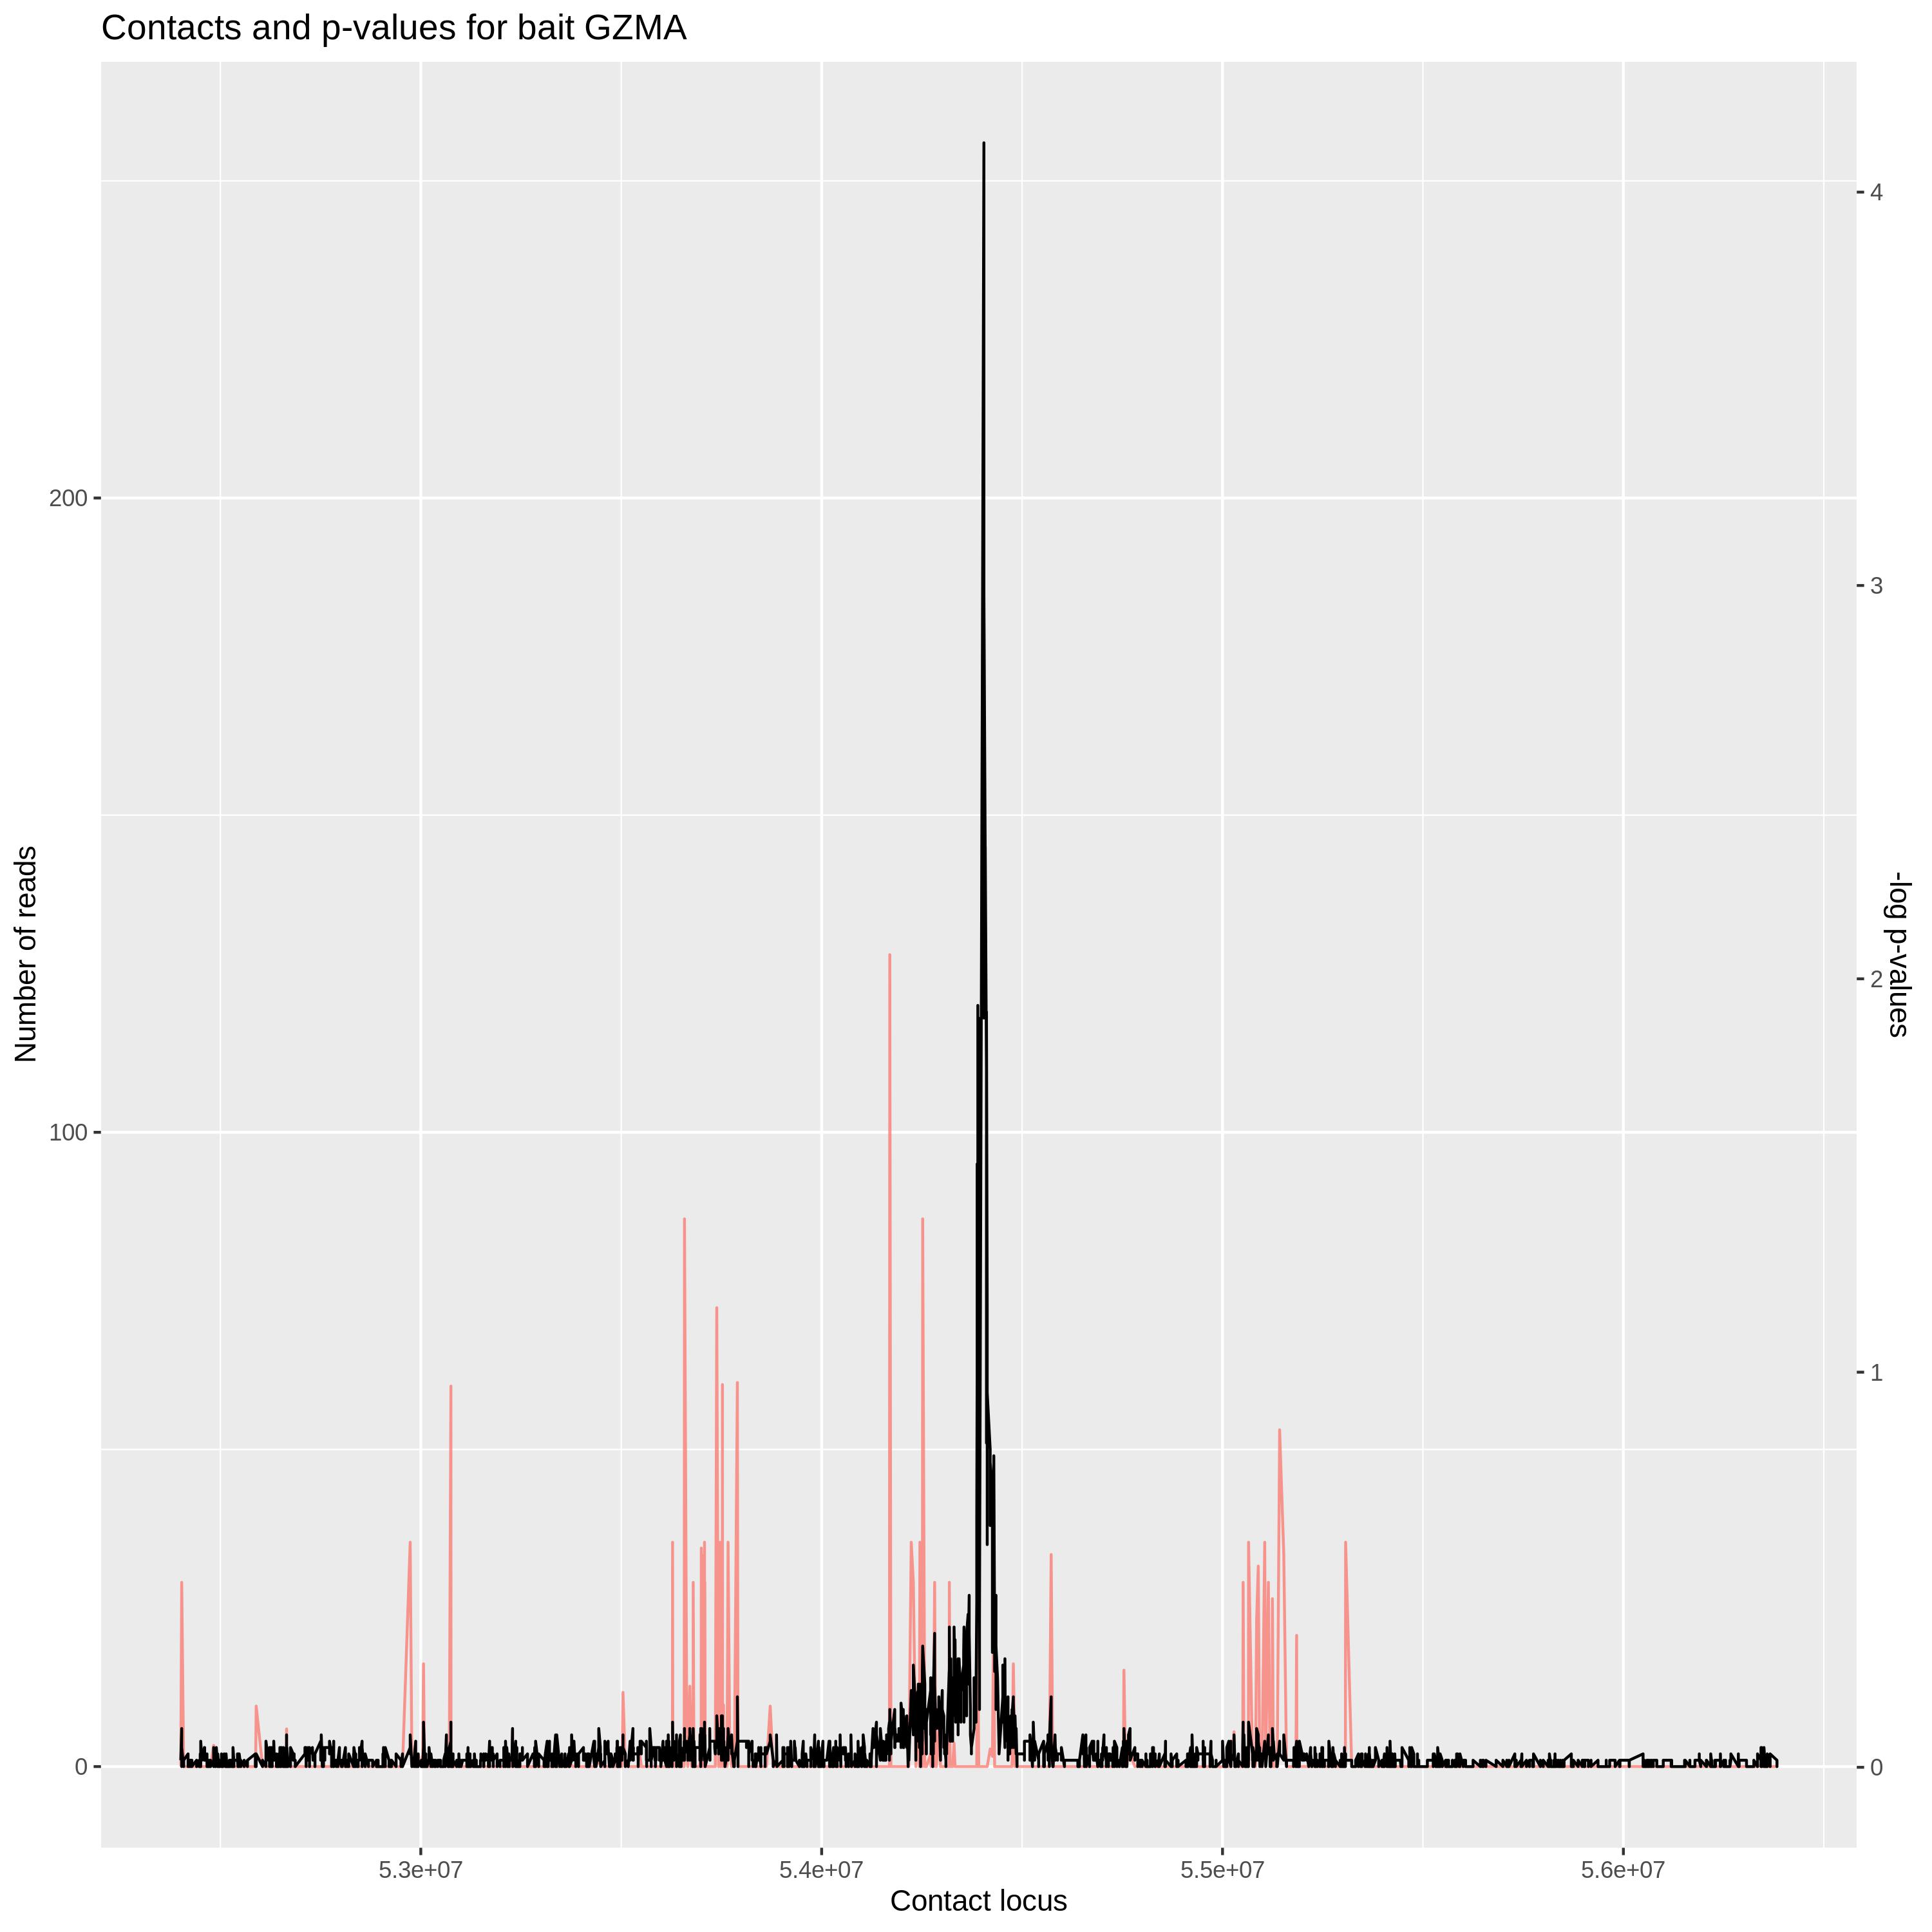 Contacts and p-values for bait GZMA
Number of reads
200
100
0
4
3
2
1
0
-log p-values
5.3e+07
5.4e+07
5.5e+07
5.6e+07
Contact locus